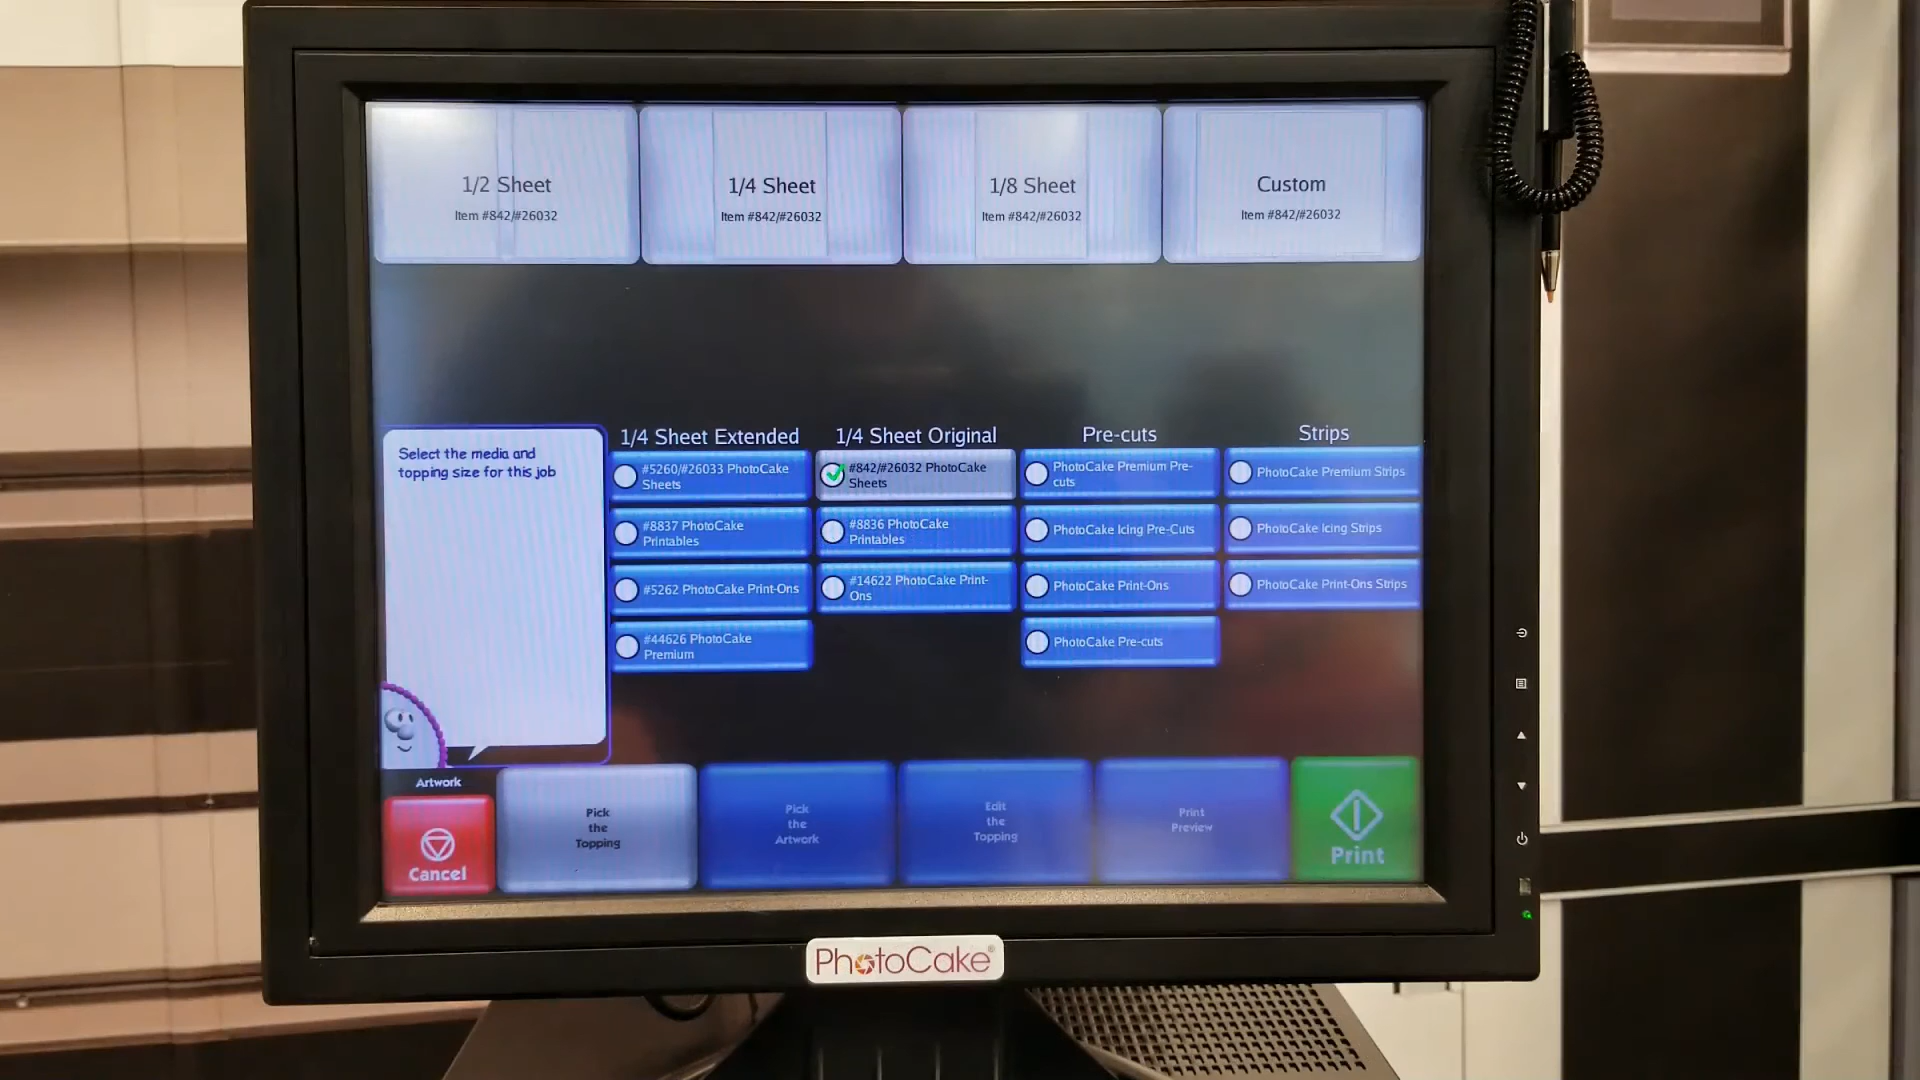 1/2 Sheet
Item #842/#26032
1/4 Sheet
Item #842/#26032
1/8 Sheet
Item #842/#26032
Custom
Item #842/#26032
Select the media and
topping size for this job
1/4 Sheet Extended
#5260/#26033 PhotoCake
Sheets
#8837 PhotoCake
Printables
#5262 PhotoCake Print-Ons
#44626 PhotoCake
Premium
1/4 Sheet Original
#842/#26032 PhotoCake
Sheets
#8836 PhotoCake
Printables
#14622 PhotoCake Print-
Ons
Pre-cuts
PhotoCake Premium Pre-
cuts
PhotoCake Icing Pre-Cuts
PhotoCake Print-Ons
PhotoCake Pre-cuts
Strips
PhotoCake Premium Strips
PhotoCake Icing Strips
PhotoCake Print-Ons Strips
Artwork
Cancel
Pick
the
Topping
Pick
the
Artwork
Edit
the
Topping
Print
Preview
Print
PhotoCake®